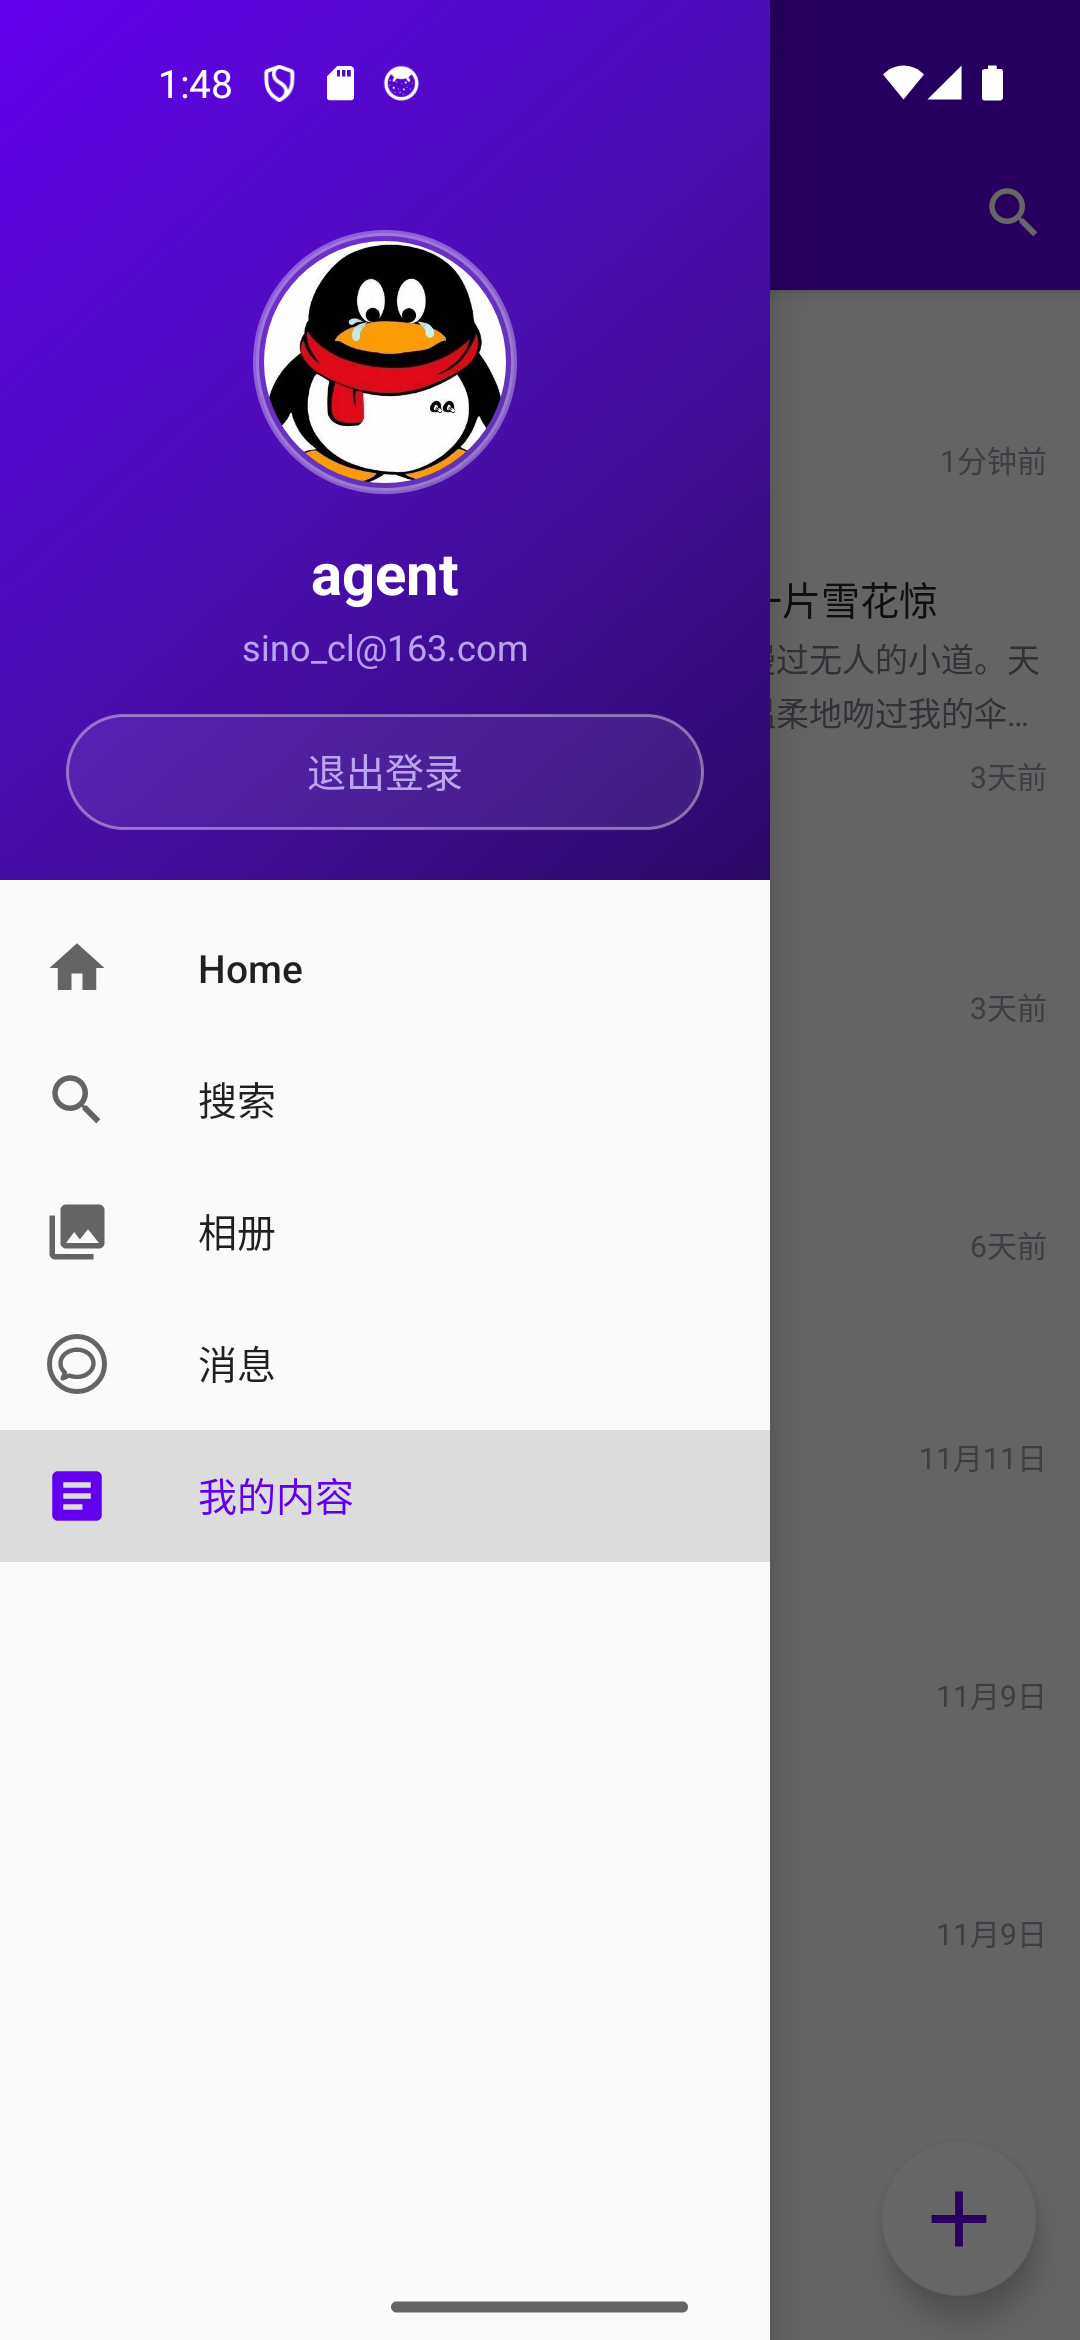 1:48
agent
sino_cl@163.com
退出登录
Home
搜索
相册
消息
我的内容
1分钟前
片雪花惊
过无人的小道。天
柔地吻过我的伞...
3天前
3天前
6天前
11月11日
11月9日
11月9日